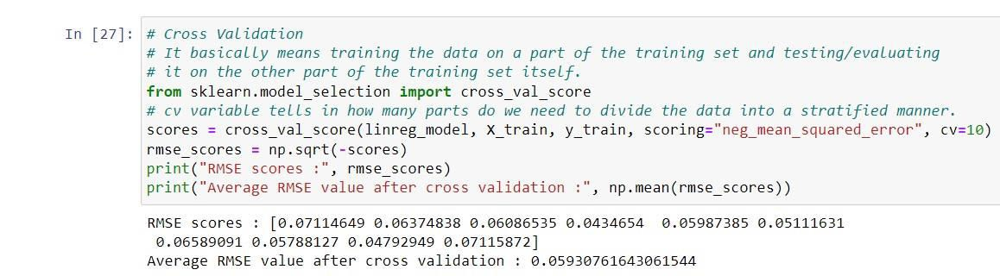 In [27]: # Cross Validation
# It basically means training the data on a part of the training set and testing/evaluating
# it on the other part of the training set itself.
from sklearn.model_selection import cross_val_score
# cv variable tells in how many parts do we need to divide the data into a stratified manner.
scores = cross_val_score(linreg_model, X_train, y_train, scoring="neg_mean_squared_error", cv=10)
rmse_scores = np.sqrt(-scores)
print("RMSE scores :", rmse_scores)
print("Average RMSE value after cross validation :", np.mean(rmse_scores))
RMSE scores : [0.07114649 0.06374838 0.06086535 0.0434654  0.05987385 0.05111631
 0.06589091 0.05788127 0.04792949 0.07115872]
Average RMSE value after cross validation : 0.05930761643061544